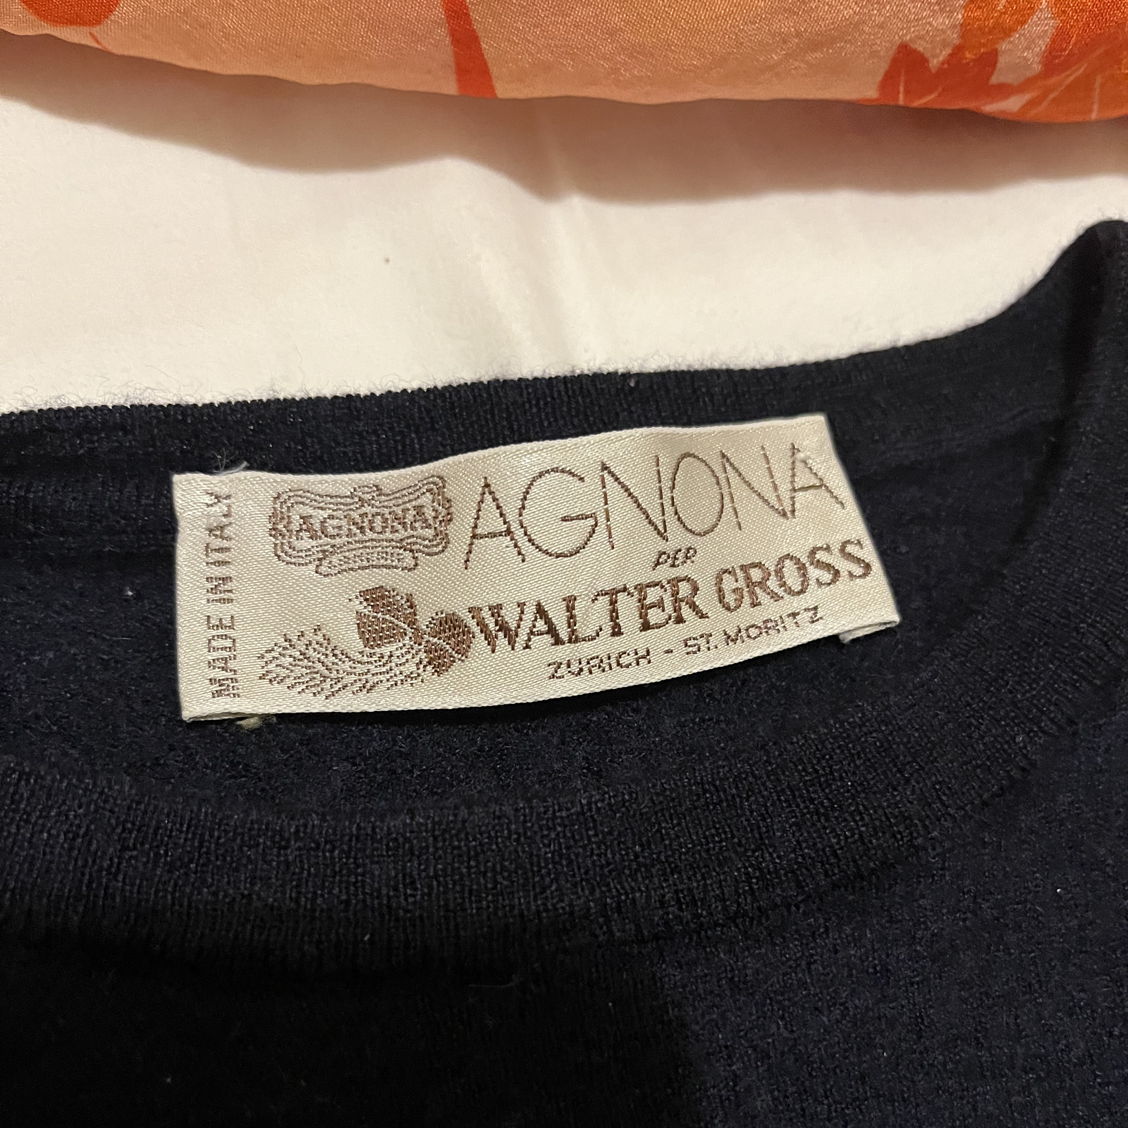 MADE IN ITALY
AGNONA
AGNONA
PER
WALTER GROSS
ZURICH - ST. MORITZ